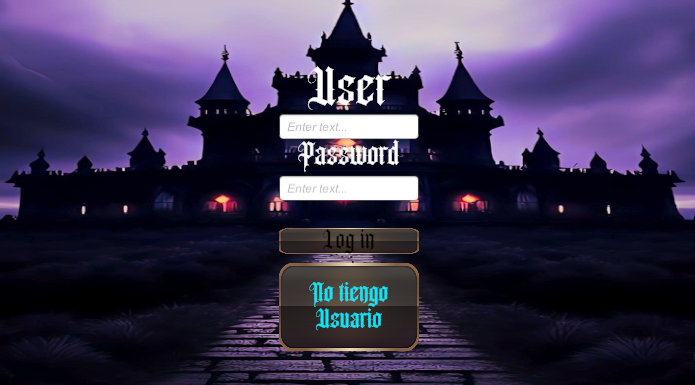 User
Enter text...
Password
Enter text...
Log in
No tiengo
Usuario